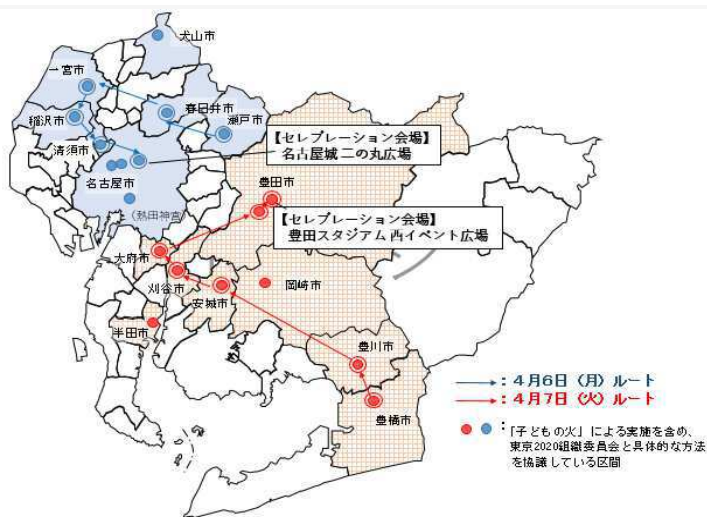 犬山市
一宮市
春日井市
稲沢市
瀬戸市
清須市
【セレブレーション会場】
名古屋城 二の丸広場
名古屋市
豊田市
(熱田神宮)
【セレブレーション会場】
豊田スタジアム 西イベント広場
大府市
刈谷市
岡崎市
安城市
半田市
豊川市
:4月6日(月)ルート
:4月7日(火)ルート
豊橋市
:「子どもの火」による実施を含め、
東京2020組織委員会と具体的な方法
を協議している区間